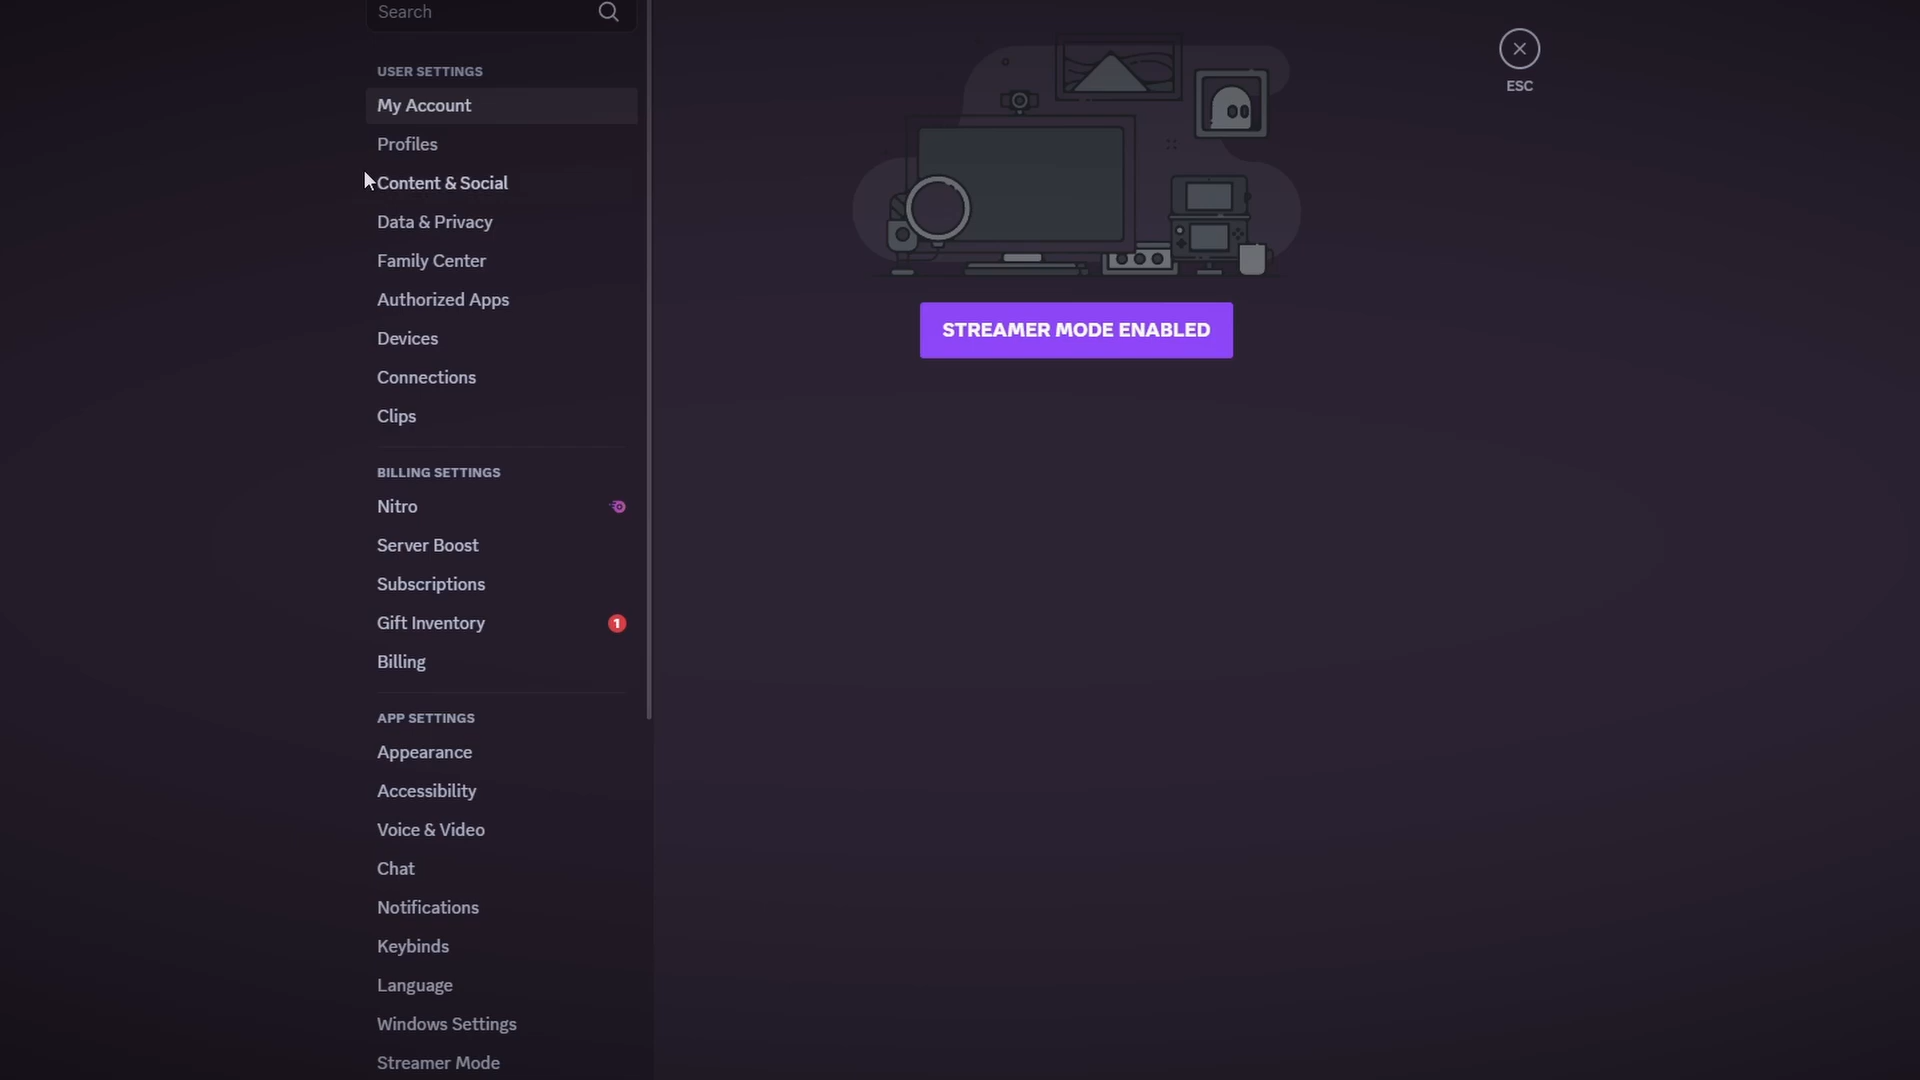 Search
USER SETTINGS
My Account
Profiles
Content & Social
Data & Privacy
Family Center
Authorized Apps
Devices
Connections
Clips
BILLING SETTINGS
Nitro
Server Boost
Subscriptions
Gift Inventory 1
Billing
APP SETTINGS
Appearance
Accessibility
Voice & Video
Chat
Notifications
Keybinds
Language
Windows Settings
Streamer Mode
STREAMER MODE ENABLED
ESC